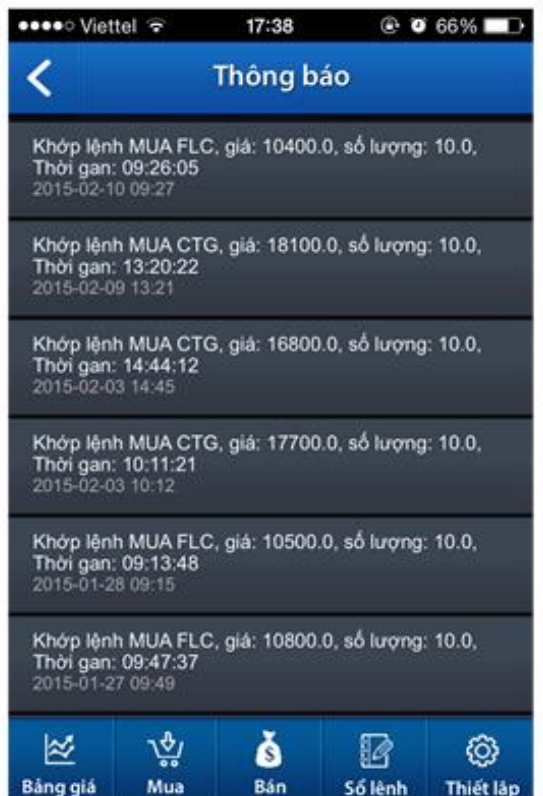 Viettel 17:38 66%
Thông báo
Khớp lệnh MUA FLC, giá: 10400.0, số lượng: 10.0,
Thời gan: 09:26:05
2015-02-10 09:27
Khớp lệnh MUA CTG, giá: 18100.0, số lượng: 10.0,
Thời gan: 13:20:22
2015-02-09 13:21
Khớp lệnh MUA CTG, giá: 16800.0, số lượng: 10.0,
Thời gan: 14:44:12
2015-02-03 14:45
Khớp lệnh MUA CTG, giá: 17700.0, số lượng: 10.0,
Thời gan: 10:11:21
2015-02-03 10:12
Khớp lệnh MUA FLC, giá: 10500.0, số lượng: 10.0,
Thời gan: 09:13:48
2015-01-28 09:15
Khớp lệnh MUA FLC, giá: 10800.0, số lượng: 10.0,
Thời gan: 09:47:37
2015-01-27 09:49
Bảng giá Mua Bán Sổ lệnh Thiết lập